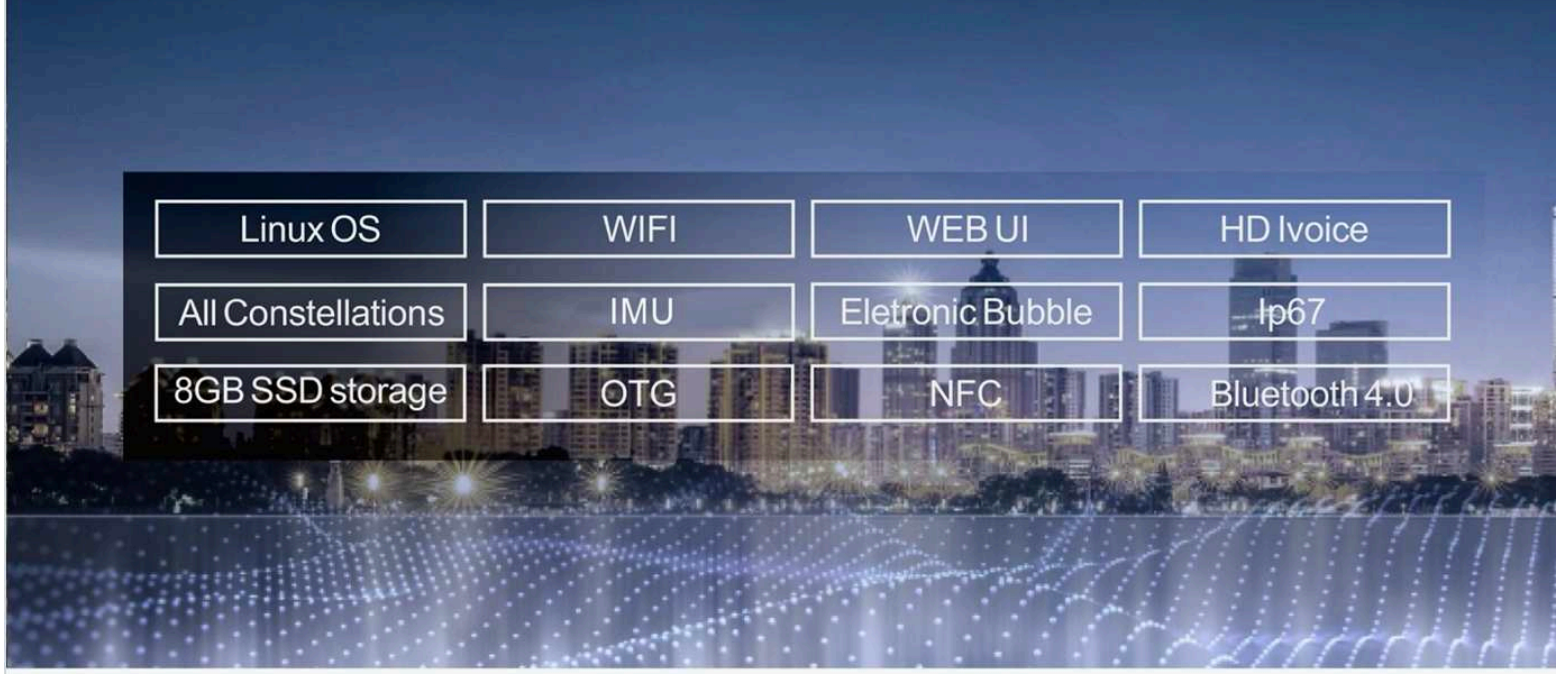 Linux OS
WIFI
WEB UI
HD Ivoice
All Constellations
IMU
Eletronic Bubble
Ip67
8GB SSD storage
OTG
NFC
Bluetooth 4.0